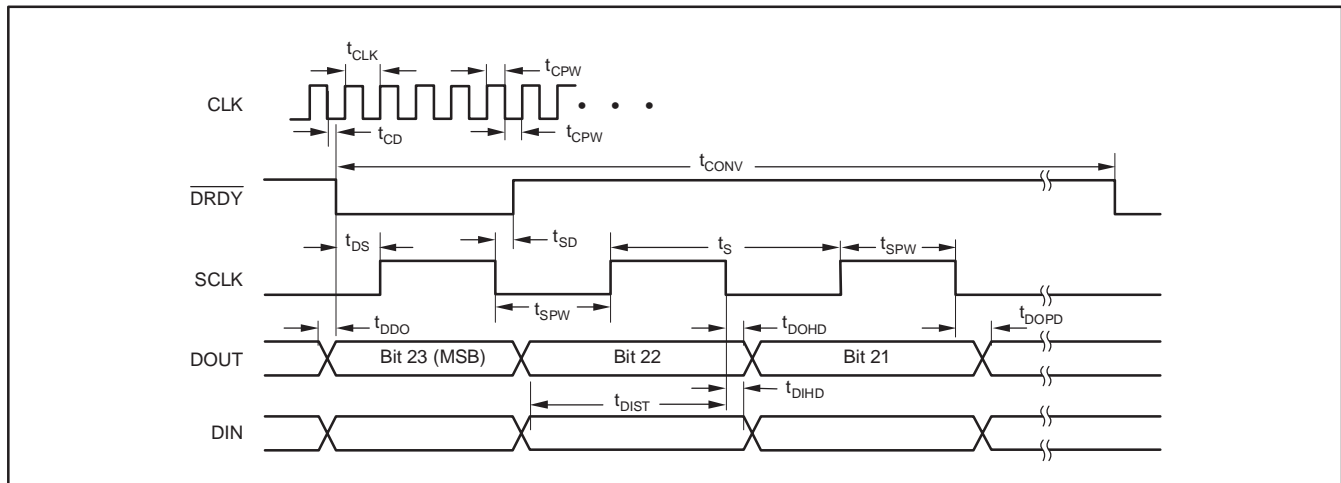 tCLK
tCPW
CLK
tCD
tCPW
tCONV
DRDY
tDS
tSD
tS
tSPW
SCLK
tSPW
tDDO
tDOHD
tDOPD
DOUT
Bit 23 (MSB)
Bit 22
Bit 21
tDIST
tDIHD
DIN